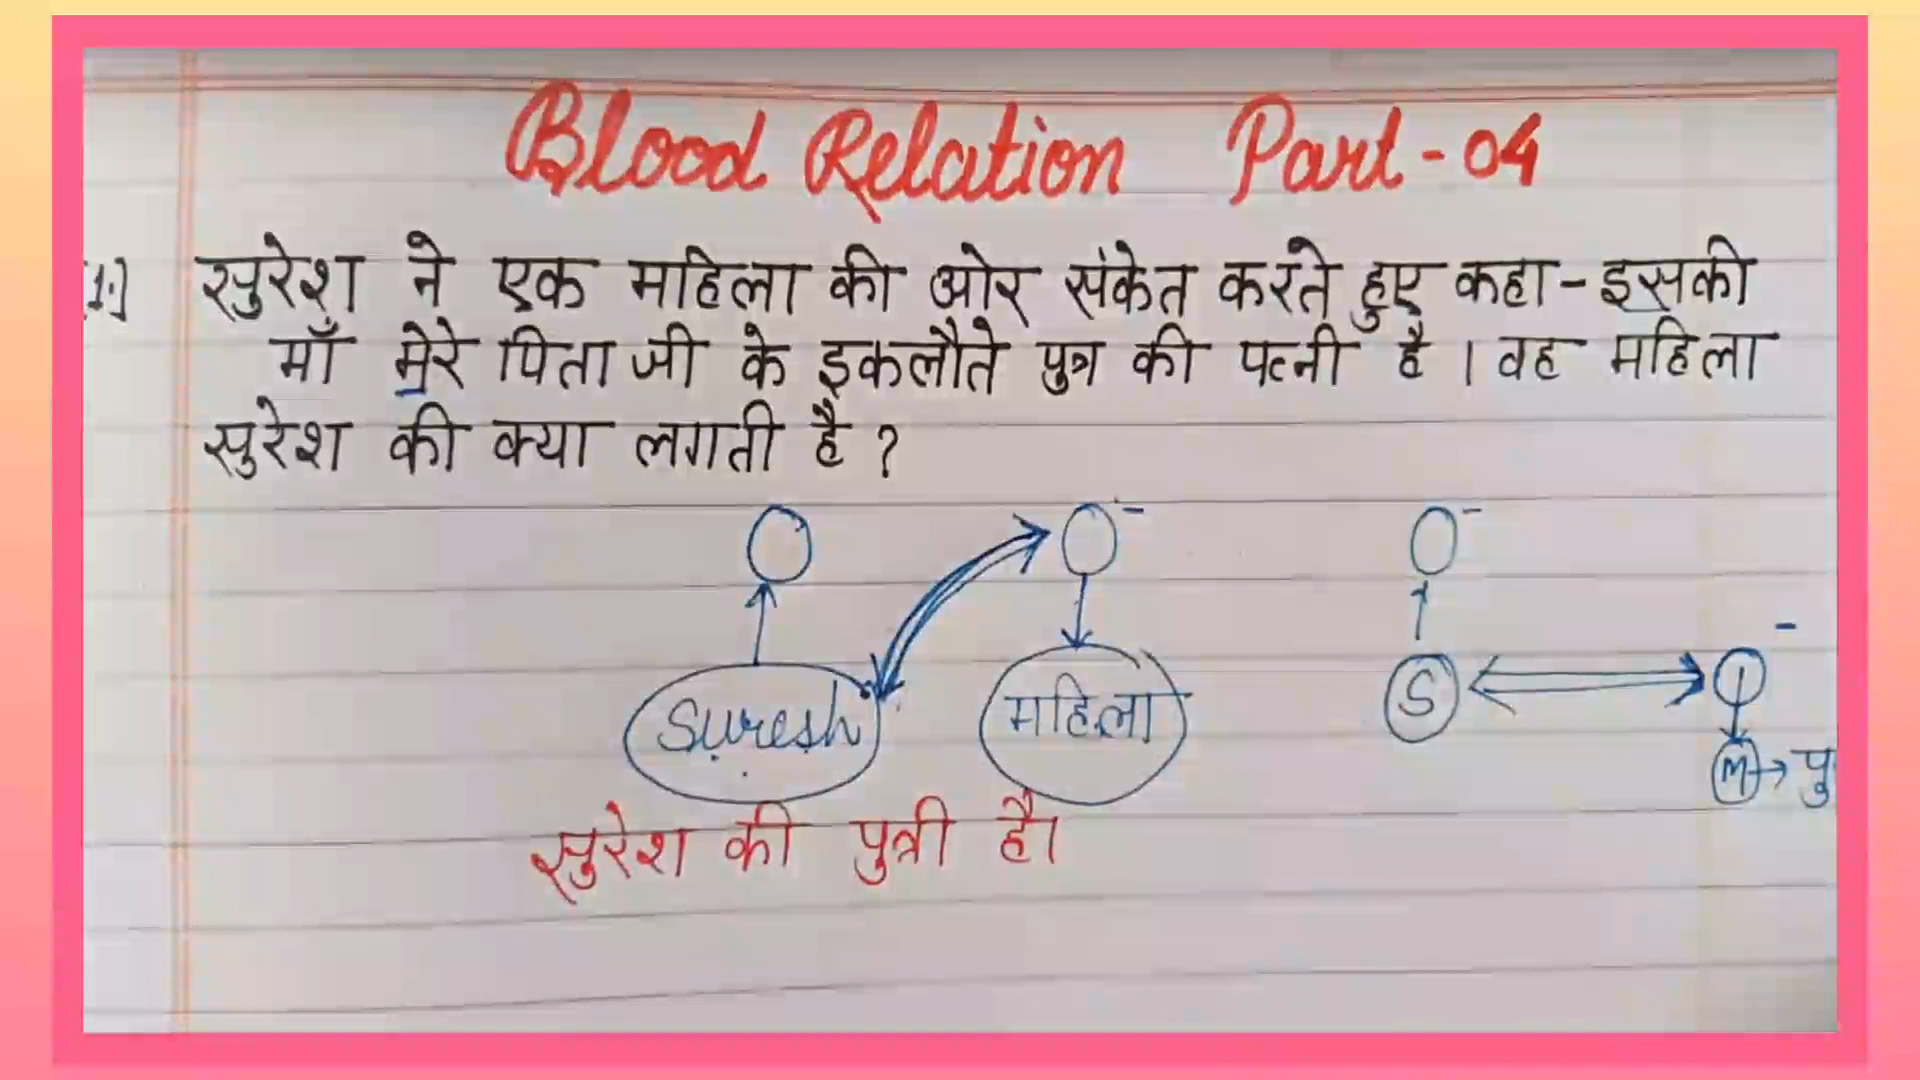 Blood Relation Part-04
1.] सुरेश ने एक महिला की ओर संकेत करते हुए कहा - इसकी
माँ मेरे पिता जी के इकलौते पुत्र की पत्नी है । वह महिला
सुरेश की क्या लगती है ?
Suresh महिला S
M → पु
सुरेश की पुत्री है।